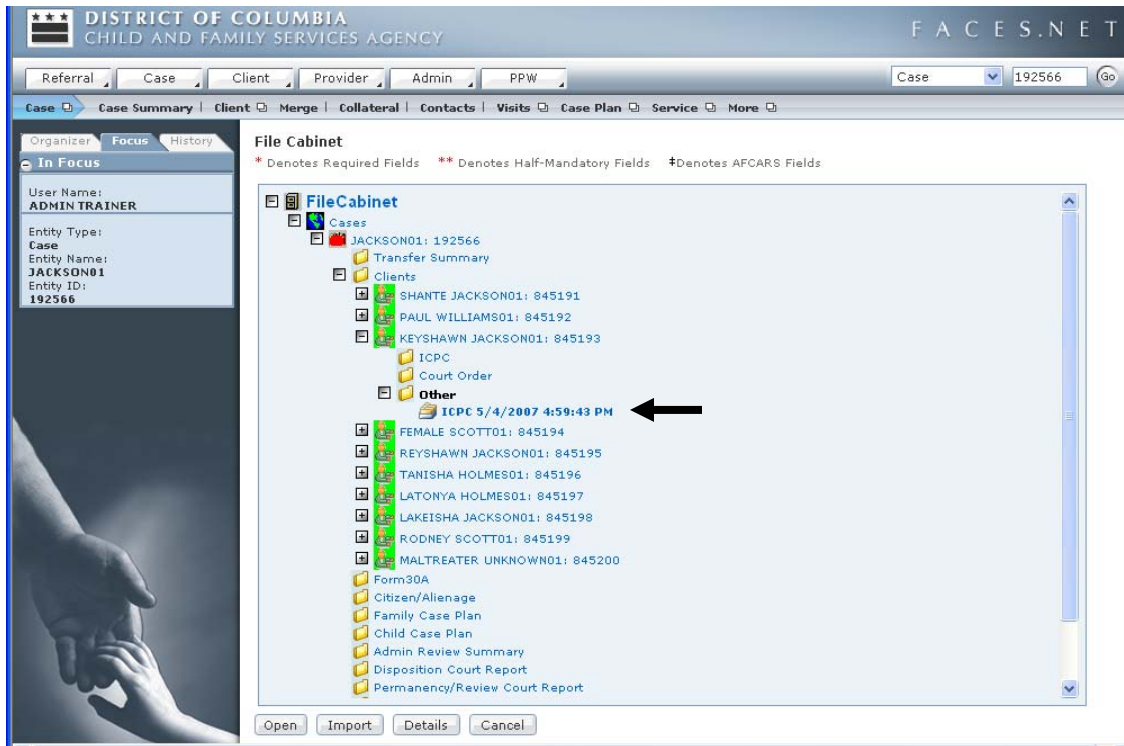 DISTRICT OF COLUMBIA
CHILD AND FAMILY SERVICES AGENCY
FACES.NET
Referral Case Client Provider Admin PPW Case 192566 Go
Case Case Summary | Client Merge | Collateral | Contacts | Visits Case Plan Service More
Organizer Focus History
In Focus
User Name:
ADMIN TRAINER
Entity Type:
Case
Entity Name:
JACKSON01
Entity ID:
192566
File Cabinet
* Denotes Required Fields ** Denotes Half-Mandatory Fields ‡Denotes AFCARS Fields
FileCabinet
Cases
JACKSON01: 192566
Transfer Summary
Clients
SHANTE JACKSON01: 845191
PAUL WILLIAMS01: 845192
KEYSHAWN JACKSON01: 845193
ICPC
Court Order
Other
ICPC 5/4/2007 4:59:43 PM
FEMALE SCOTT01: 845194
REYSHAWN JACKSON01: 845195
TANISHA HOLMES01: 845196
LATONYA HOLMES01: 845197
LAKEISHA JACKSON01: 845198
RODNEY SCOTT01: 845199
MALTREATER UNKNOWN01: 845200
Form30A
Citizen/Alienage
Family Case Plan
Child Case Plan
Admin Review Summary
Disposition Court Report
Permanency/Review Court Report
Open Import Details Cancel